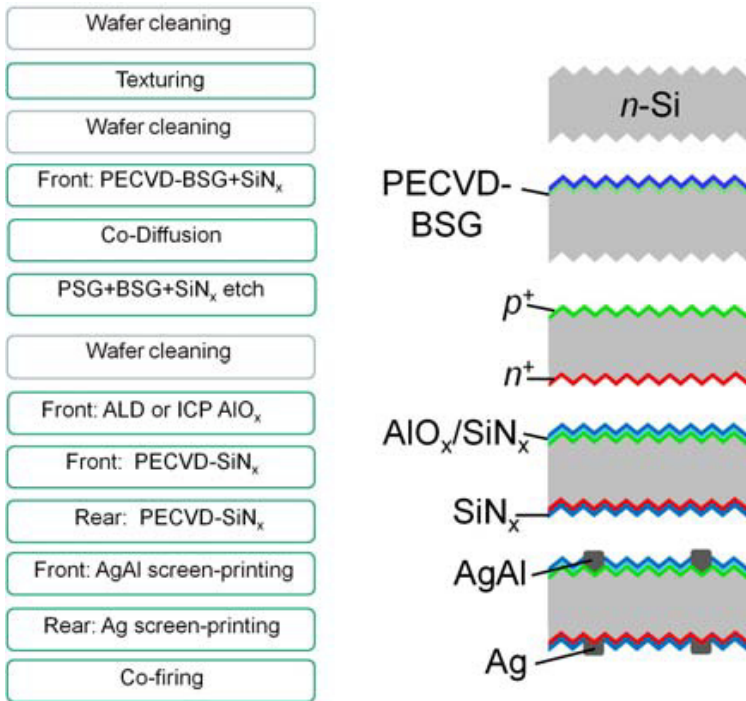 Wafer cleaning
Texturing
Wafer cleaning
Front: PECVD-BSG+SiNₓ
Co-Diffusion
PSG+BSG+SiNₓ etch
Wafer cleaning
Front: ALD or ICP AlOₓ
Front: PECVD-SiNₓ
Rear: PECVD-SiNₓ
Front: AgAl screen-printing
Rear: Ag screen-printing
Co-firing
n-Si
PECVD-
BSG
p⁺
n⁺
AlOₓ/SiNₓ
SiNₓ
AgAl
Ag